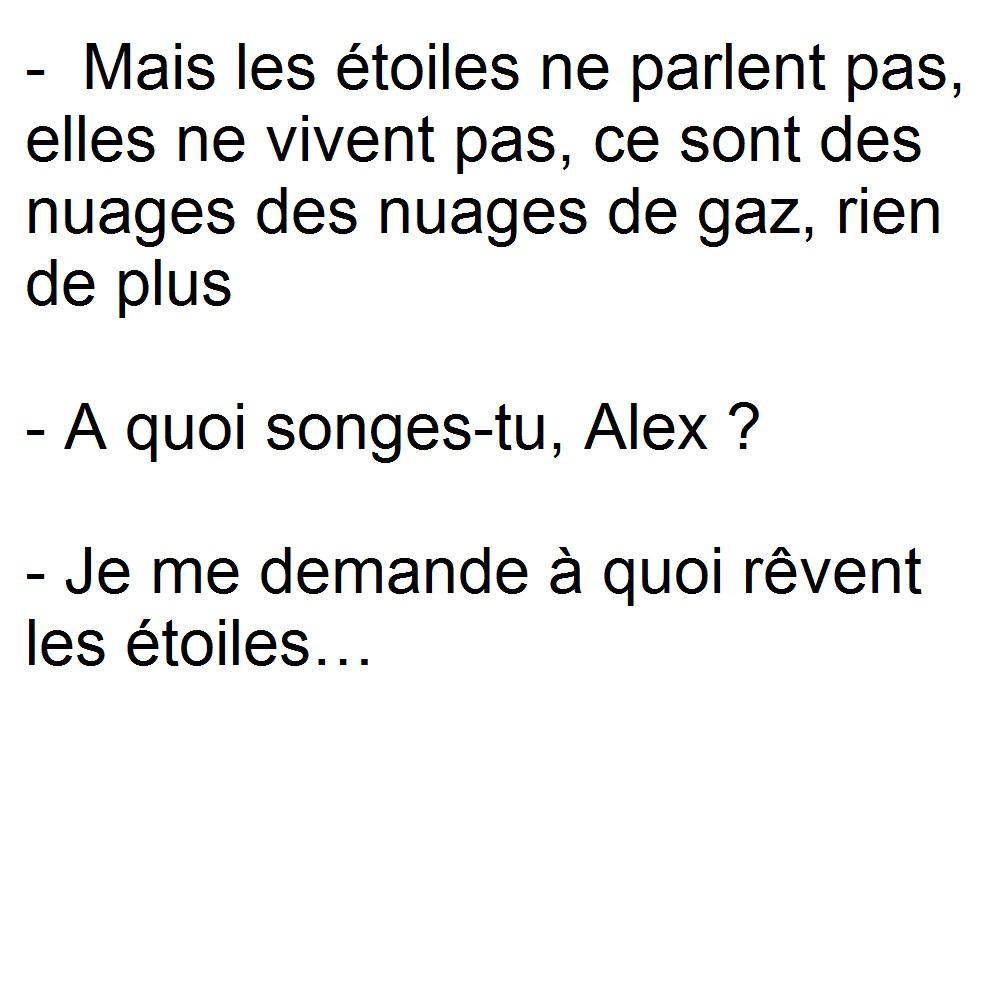 -  Mais les étoiles ne parlent pas,
elles ne vivent pas, ce sont des
nuages des nuages de gaz, rien
de plus
- A quoi songes-tu, Alex ?
- Je me demande à quoi rêvent
les étoiles…